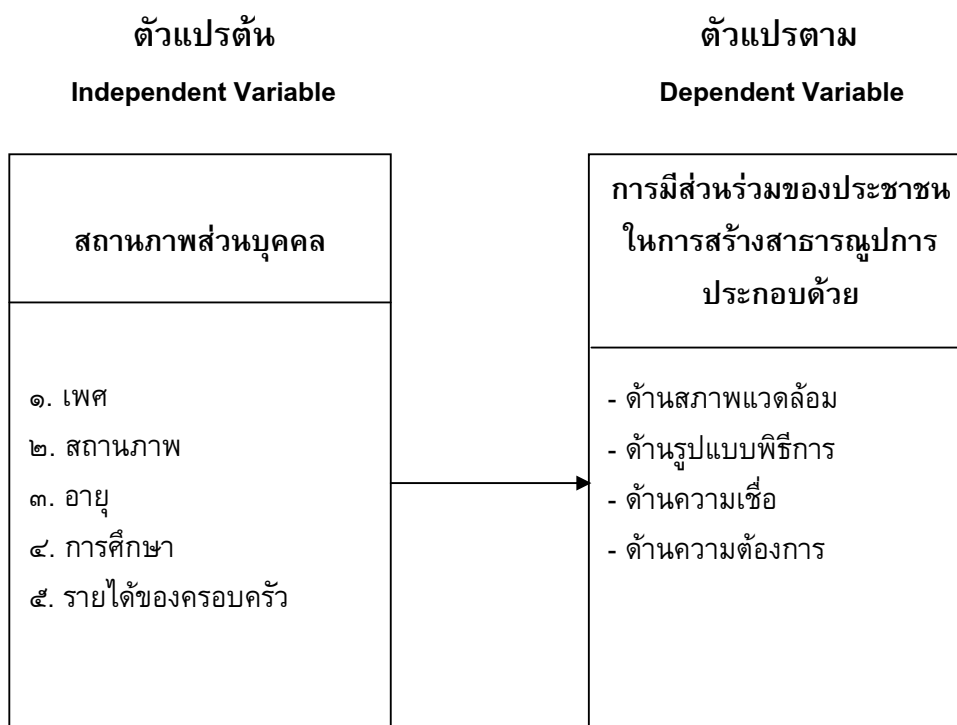 ตัวแปรต้น
Independent Variable
สถานภาพส่วนบุคคล
๑. เพศ
๒. สถานภาพ
๓. อายุ
๔. การศึกษา
๕. รายได้ของครอบครัว
ตัวแปรตาม
Dependent Variable
การมีส่วนร่วมของประชาชน
ในการสร้างสาธารณูปการ
ประกอบด้วย
- ด้านสภาพแวดล้อม
- ด้านรูปแบบพิธีการ
- ด้านความเชื่อ
- ด้านความต้องการ